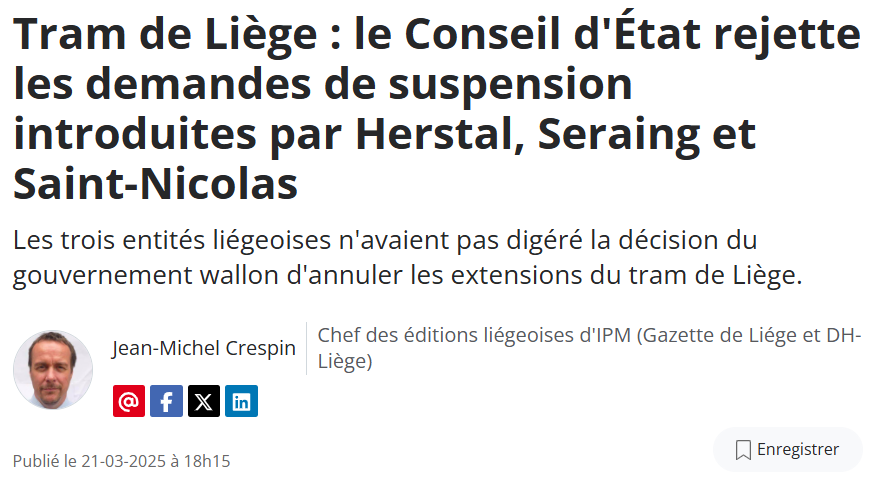 Tram de Liège : le Conseil d'État rejette
les demandes de suspension
introduites par Herstal, Seraing et
Saint-Nicolas
Les trois entités liégeoises n'avaient pas digéré la décision du
gouvernement wallon d'annuler les extensions du tram de Liège.
Jean-Michel Crespin
Chef des éditions liégeoises d'IPM (Gazette de Liége et DH-
Liège)
Publié le 21-03-2025 à 18h15
Enregistrer